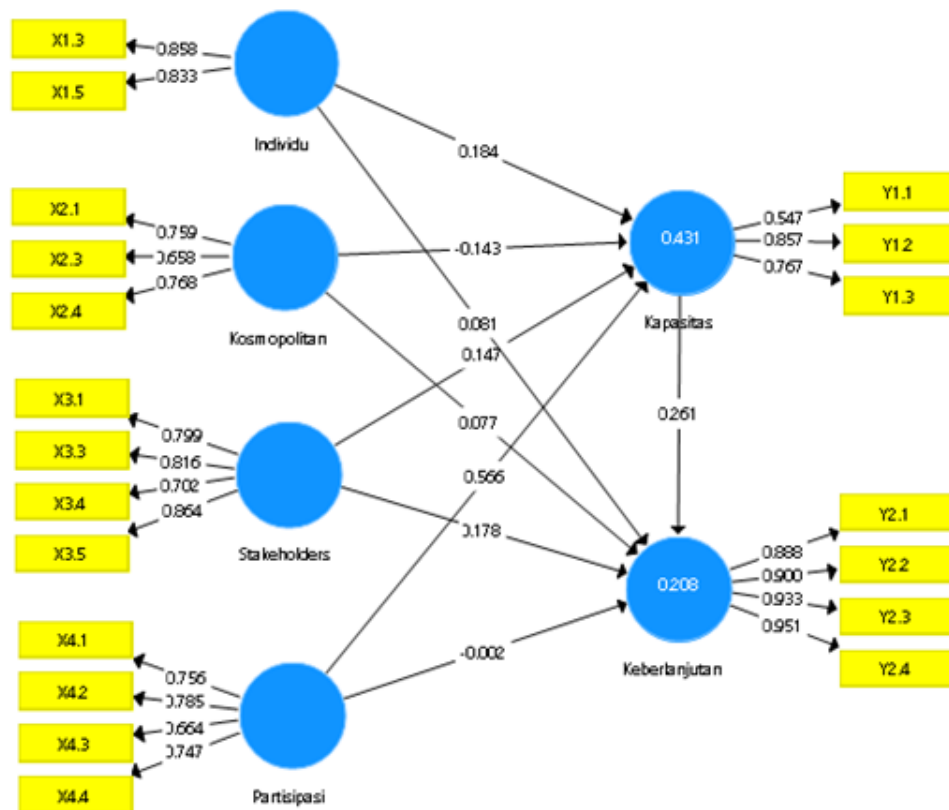 X1.3
0.858
0.833
X1.5
Individu
0.184
X2.1
0.759
X2.3
0.658
0.768
X2.4
Kosmopolitan
-0.143
0.431
Kapasitas
Y1.1
0.547
0.857
Y1.2
0.767
Y1.3
0.081
0.147
0.077
0.261
0.566
X3.1
0.799
X3.3
0.816
0.702
X3.4
0.864
X3.5
Stakeholders
0.178
0.208
Keberlanjutan
Y2.1
0.888
0.900
Y2.2
0.933
Y2.3
0.951
Y2.4
-0.002
X4.1
0.756
X4.2
0.785
0.664
X4.3
0.747
X4.4
Partisipasi